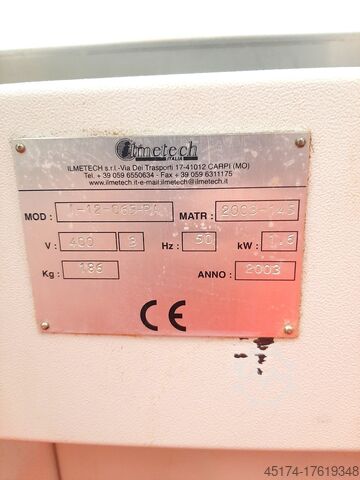 ilmetech
ITALIA
ILMETECH s.r.l.-Via Dei Trasporti 17-41012 CARPI (MO)
Tel. + 39 059 6550634 - Fax +39 059 6311175
www.ilmetech it-e-mail:ilmetech@ilmetech.it
MOD : MATR :
V : 400 3 Hz : 50 kW : 1.6
Kg : 186 ANNO : 2003
CE
45174-17619348